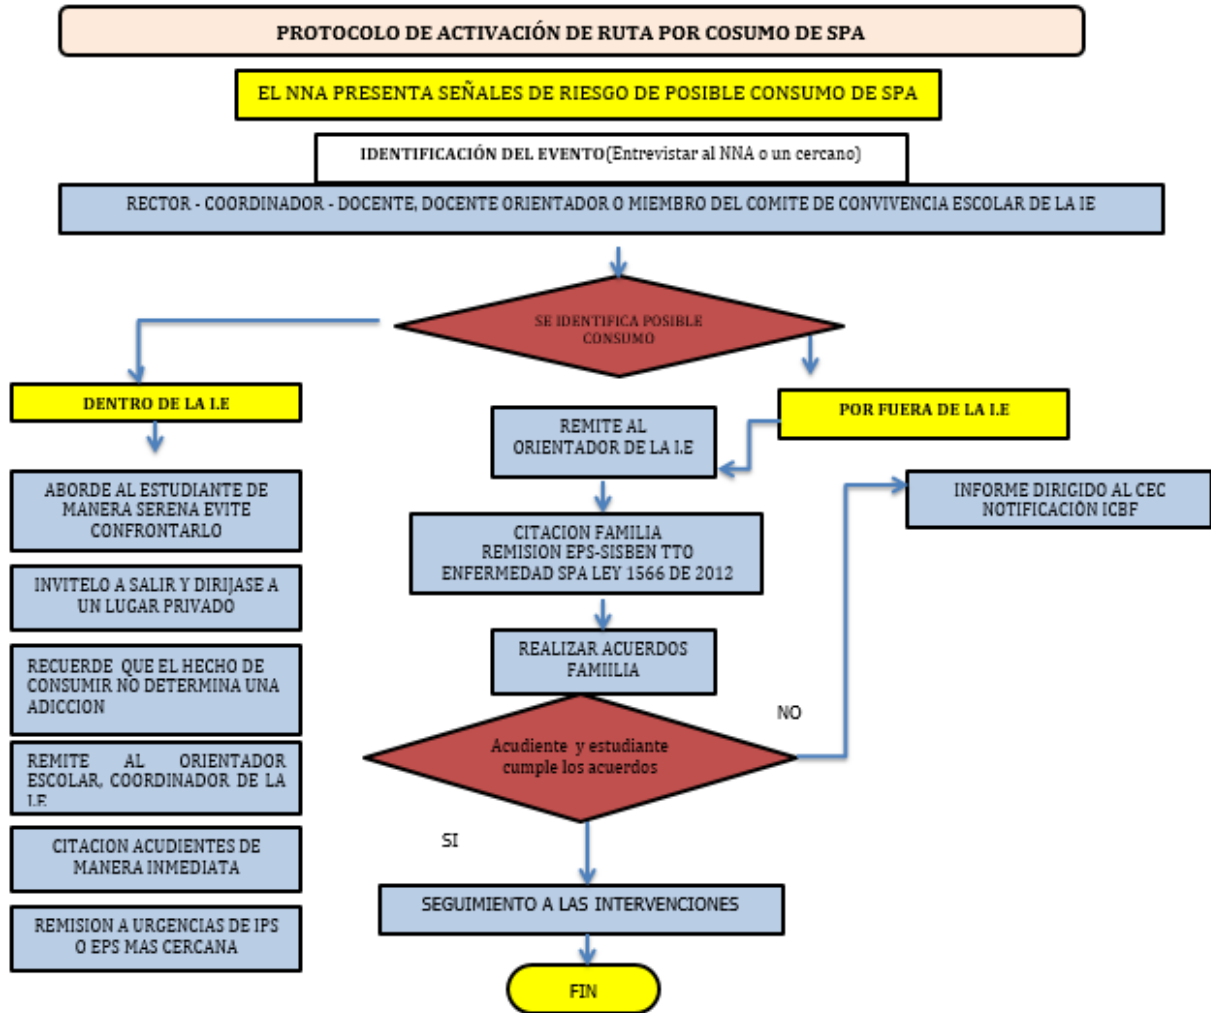 PROTOCOLO DE ACTIVACIÓN DE RUTA POR COSUMO DE SPA
EL NNA PRESENTA SEÑALES DE RIESGO DE POSIBLE CONSUMO DE SPA
IDENTIFICACIÓN DEL EVENTO(Entrevistar al NNA o un cercano)
RECTOR - COORDINADOR - DOCENTE, DOCENTE ORIENTADOR O MIEMBRO DEL COMITE DE CONVIVENCIA ESCOLAR DE LA IE
SE IDENTIFICA POSIBLE
CONSUMO
DENTRO DE LA I.E
ABORDE AL ESTUDIANTE DE
MANERA SERENA EVITE
CONFRONTARLO
INVITELO A SALIR Y DIRIJASE A
UN LUGAR PRIVADO
RECUERDE QUE EL HECHO DE
CONSUMIR NO DETERMINA UNA
ADICCION
REMITE AL ORIENTADOR
ESCOLAR, COORDINADOR DE LA
I.E
CITACION ACUDIENTES DE
MANERA INMEDIATA
REMISION A URGENCIAS DE IPS
O EPS MAS CERCANA
POR FUERA DE LA I.E
REMITE AL
ORIENTADOR DE LA I.E
CITACION FAMILIA
REMISION EPS-SISBEN TTO
ENFERMEDAD SPA LEY 1566 DE 2012
REALIZAR ACUERDOS
FAMIILIA
Acudiente y estudiante
cumple los acuerdos
NO
INFORME DIRIGIDO AL CEC
NOTIFICACIÓN ICBF
SI
SEGUIMIENTO A LAS INTERVENCIONES
FIN